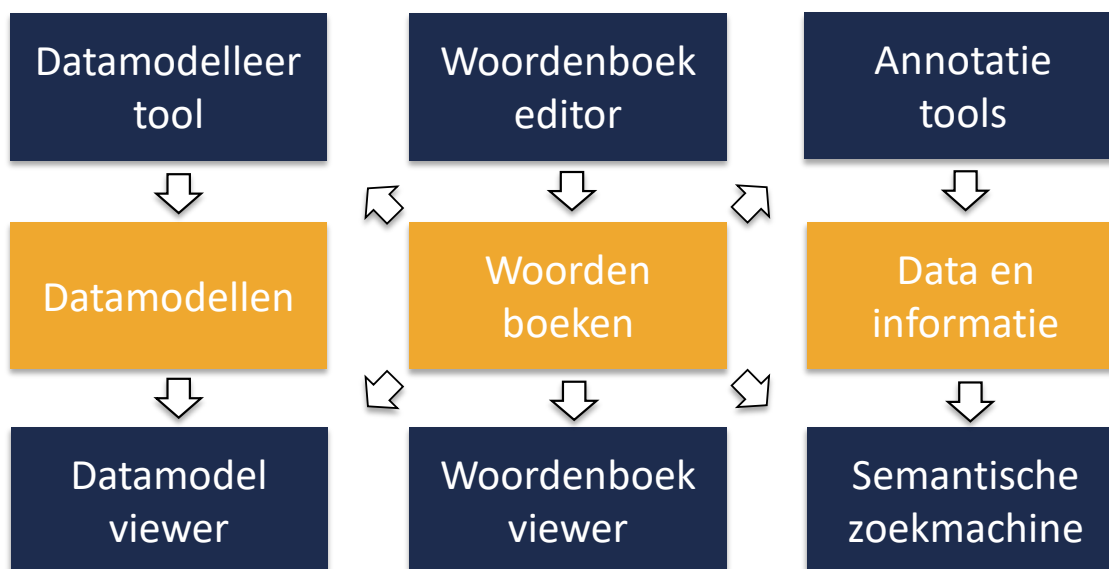 Datamodelleer
tool
Woordenboek
editor
Annotatie
tools
Datamodellen
Woorden
boeken
Data en
informatie
Datamodel
viewer
Woordenboek
viewer
Semantische
zoekmachine